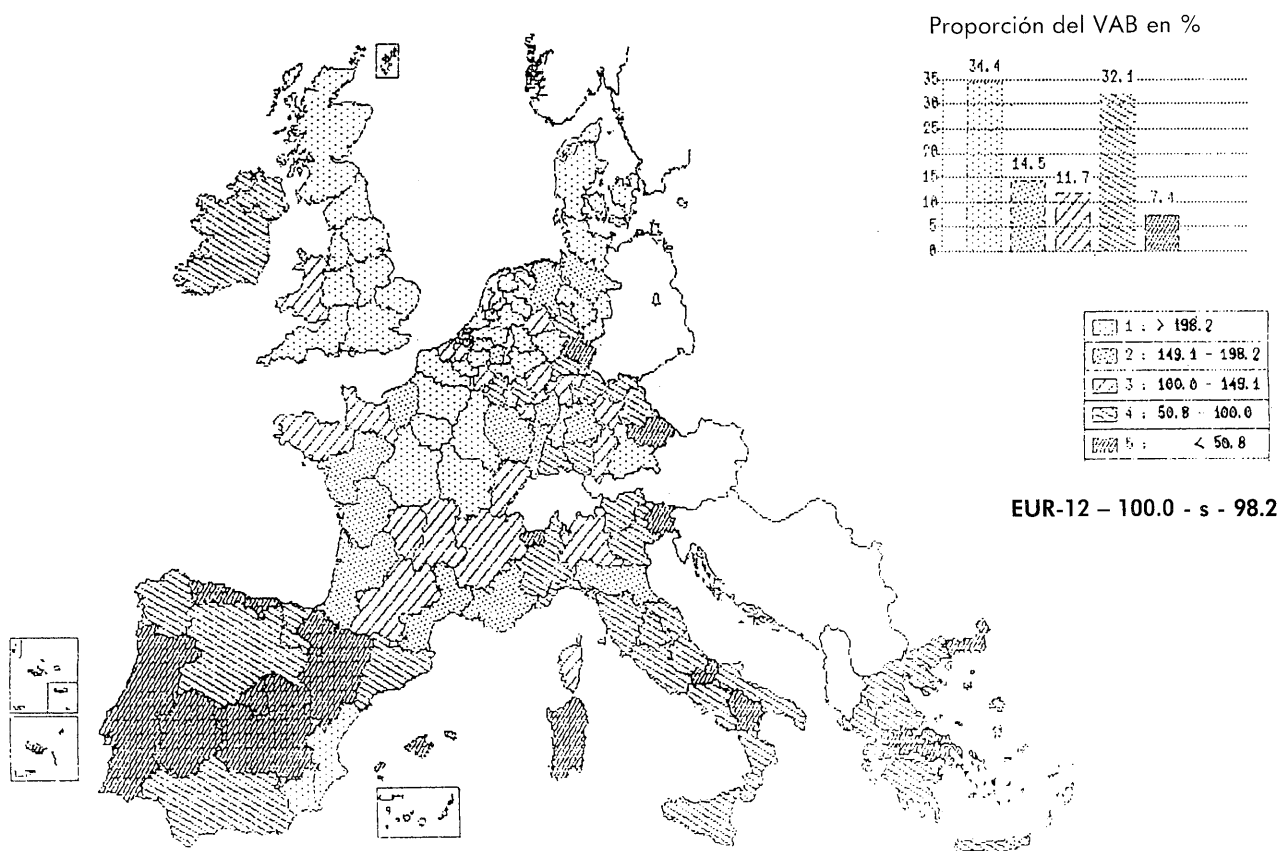 Proporción del VAB en %
34.4
32.1
14.5
11.7
7.4
35
30
25
20
15
10
5
0
1 : > 198.2
2 : 149.1 - 198.2
3 : 100.0 - 149.1
4 : 50.8 - 100.0
5 : < 50.8
EUR-12 – 100.0 - s - 98.2